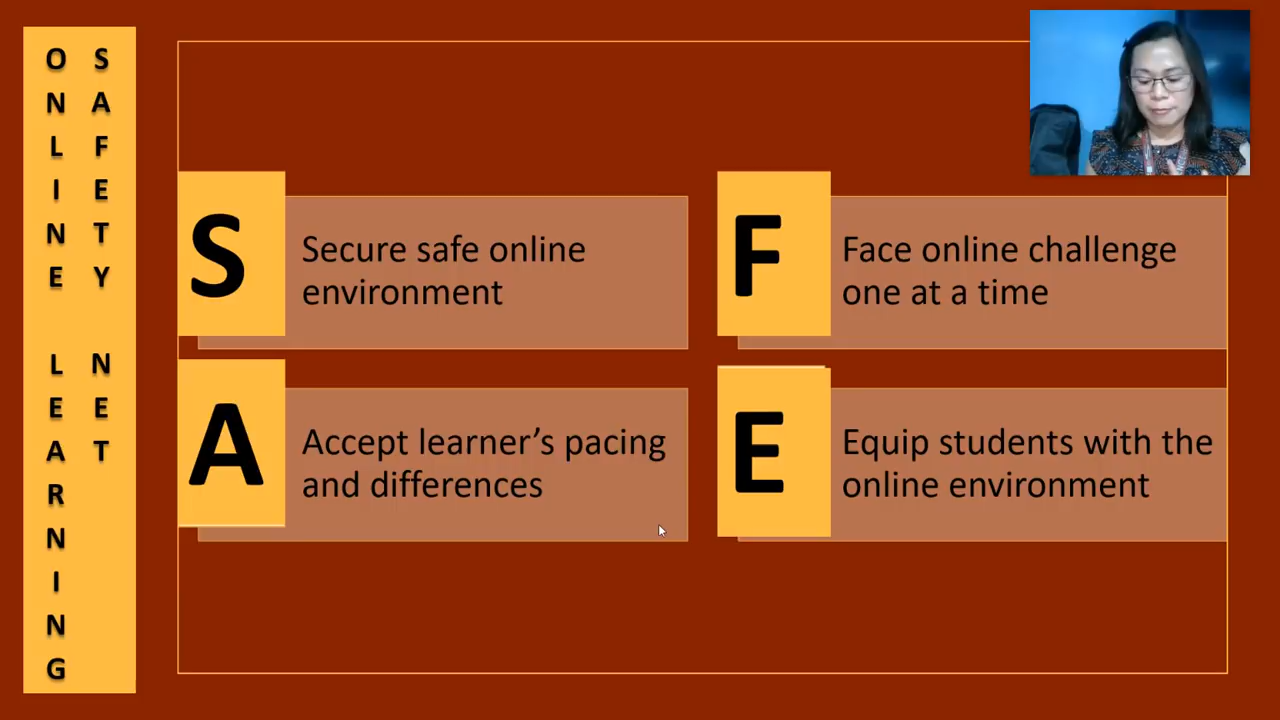 ONLINE LEARNING
SAFETY NET
S
Secure safe online
environment
F
Face online challenge
one at a time
A
Accept learner’s pacing
and differences
E
Equip students with the
online environment